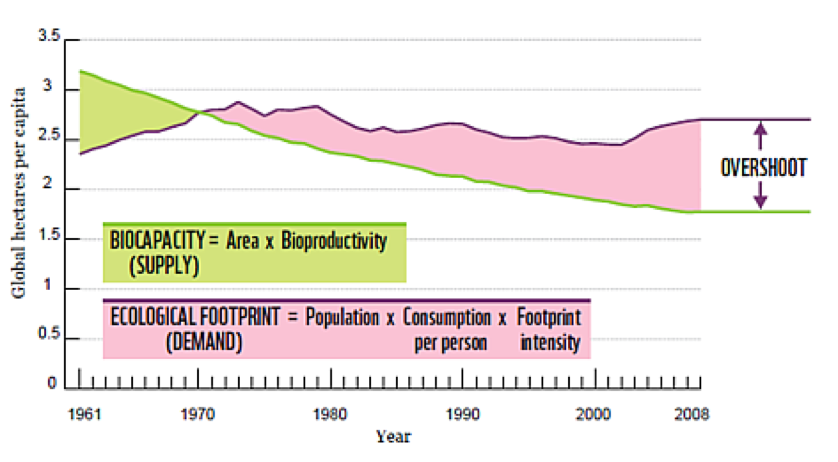 Global hectares per capita
3.5
3
2.5
2
1.5
1
0.5
0
OVERSHOOT
BIOCAPACITY = Area x Bioproductivity
(SUPPLY)
ECOLOGICAL FOOTPRINT = Population x Consumption x Footprint
(DEMAND) per person intensity
1961 1970 1980 1990 2000 2008
Year